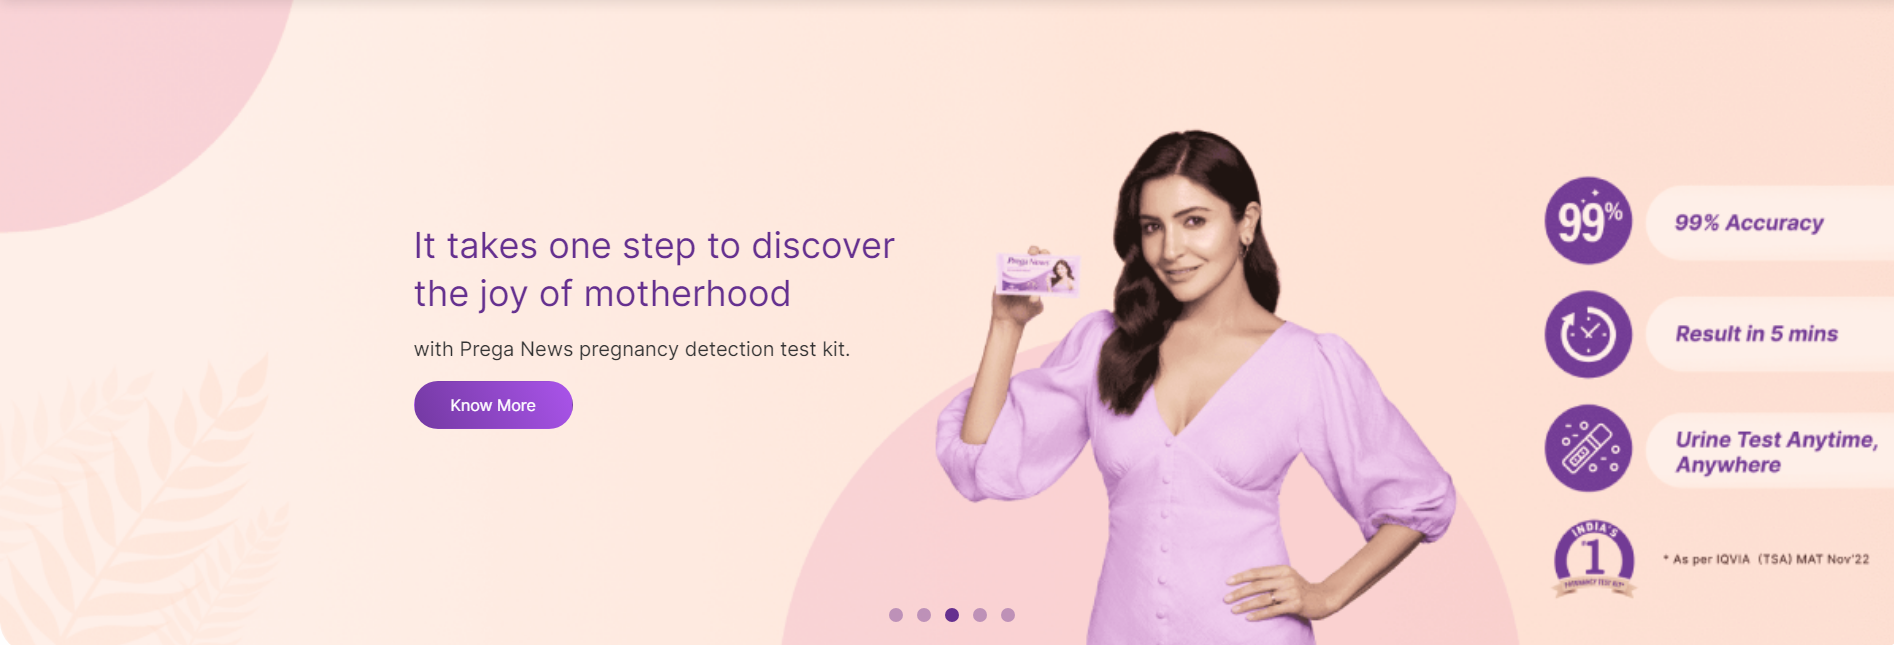 It takes one step to discover
the joy of motherhood
with Prega News pregnancy detection test kit.
Know More
Prega News
99%
99% Accuracy
Result in 5 mins
Urine Test Anytime,
Anywhere
INDIA'S
#1
PREGNANCY TEST KIT*
* As per IQVIA (TSA) MAT Nov'22